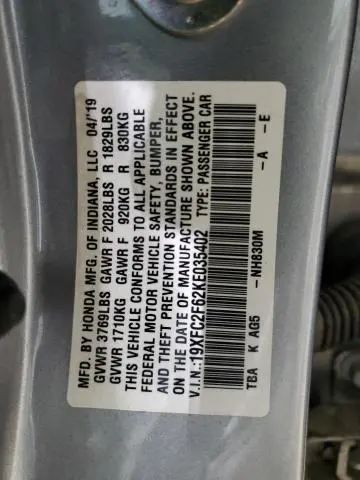 MFD. BY HONDA MFG. OF INDIANA, LLC 04/'19
GVWR 3769LBS GAWR F 2028LBS R 1829LBS
GVWR 1710KG GAWR F 920KG R 830KG
THIS VEHICLE CONFORMS TO ALL APPLICABLE
FEDERAL MOTOR VEHICLE SAFETY, BUMPER,
AND THEFT PREVENTION STANDARDS IN EFFECT
ON THE DATE OF MANUFACTURE SHOWN ABOVE.
V.I.N.:19XFC2F62KE035402 TYPE: PASSENGER CAR
-NH830M -A -E
TBA K AG5